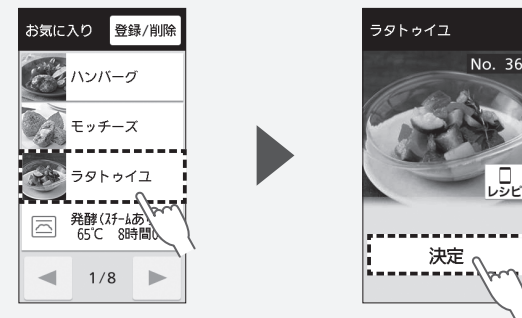 お気に入り 登録/削除
ハンバーグ
モッチーズ
ラタトゥイユ
発酵(スチームあ
65℃ 8時間
1/8
ラタトゥイユ
No. 36
レシピ
決定